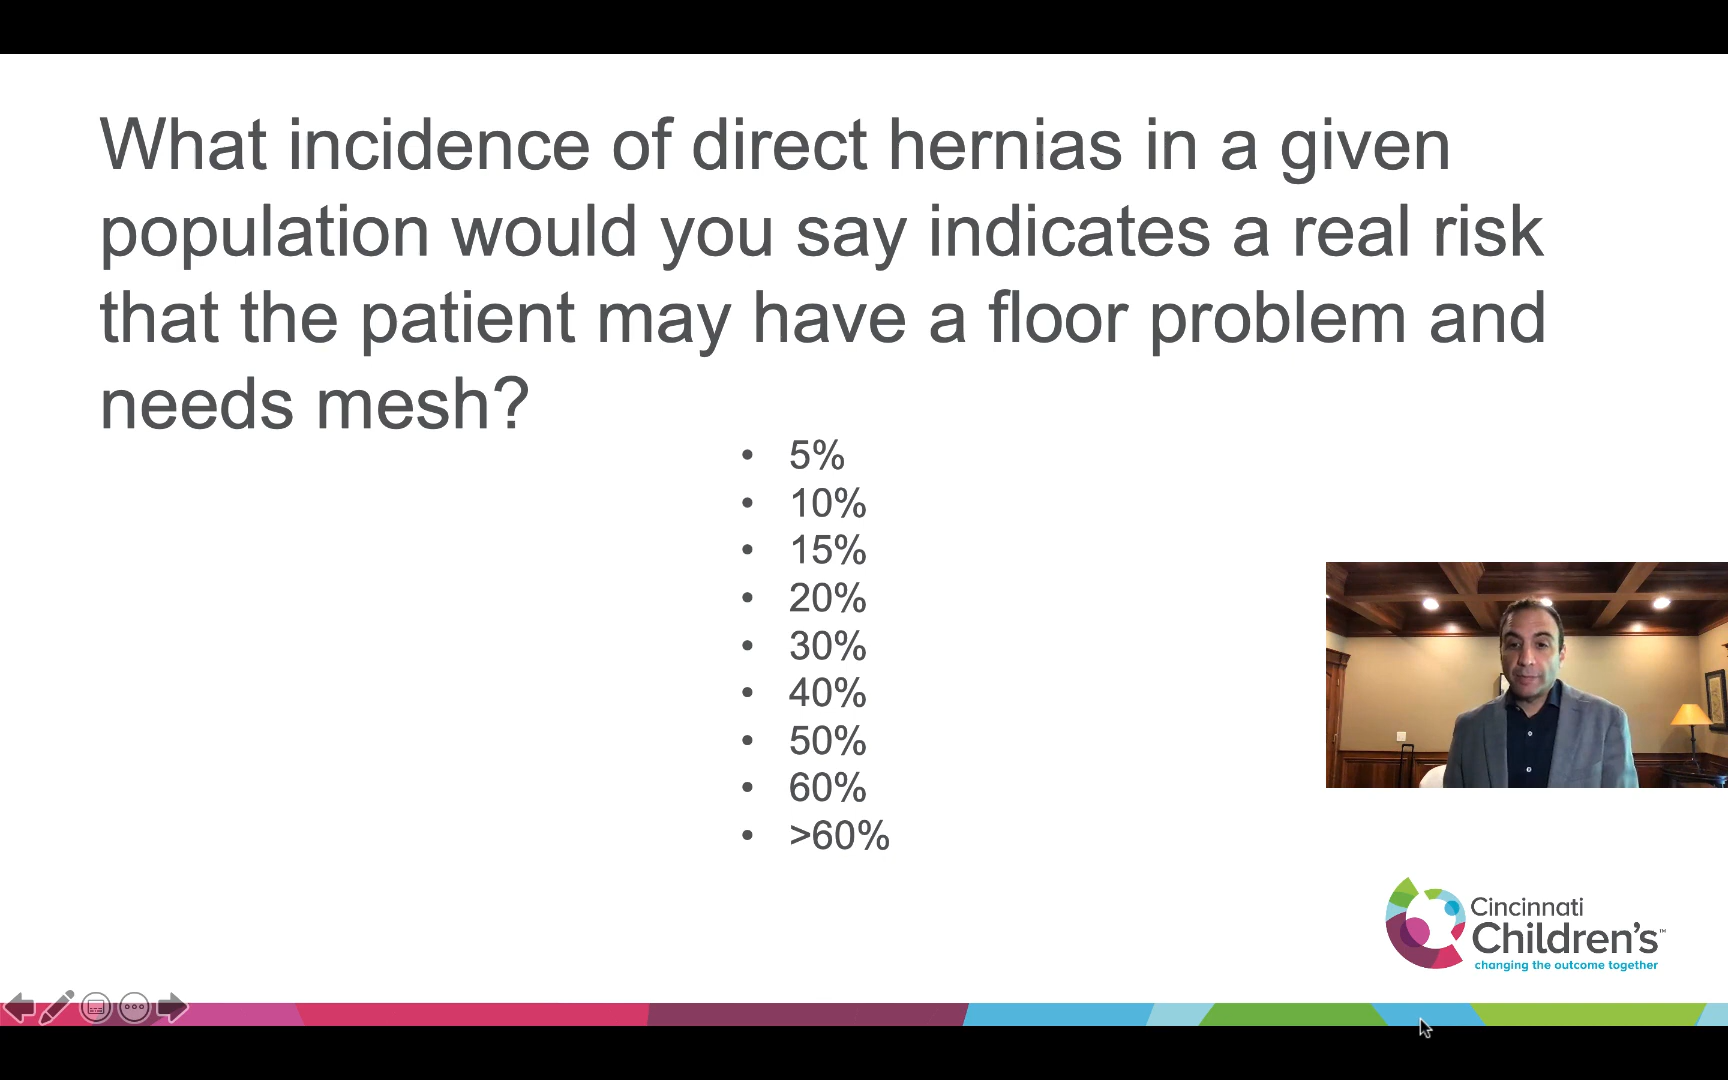 What incidence of direct hernias in a given
population would you say indicates a real risk
that the patient may have a floor problem and
needs mesh?
• 5%
• 10%
• 15%
• 20%
• 30%
• 40%
• 50%
• 60%
• >60%
Cincinnati
Children's™
changing the outcome together